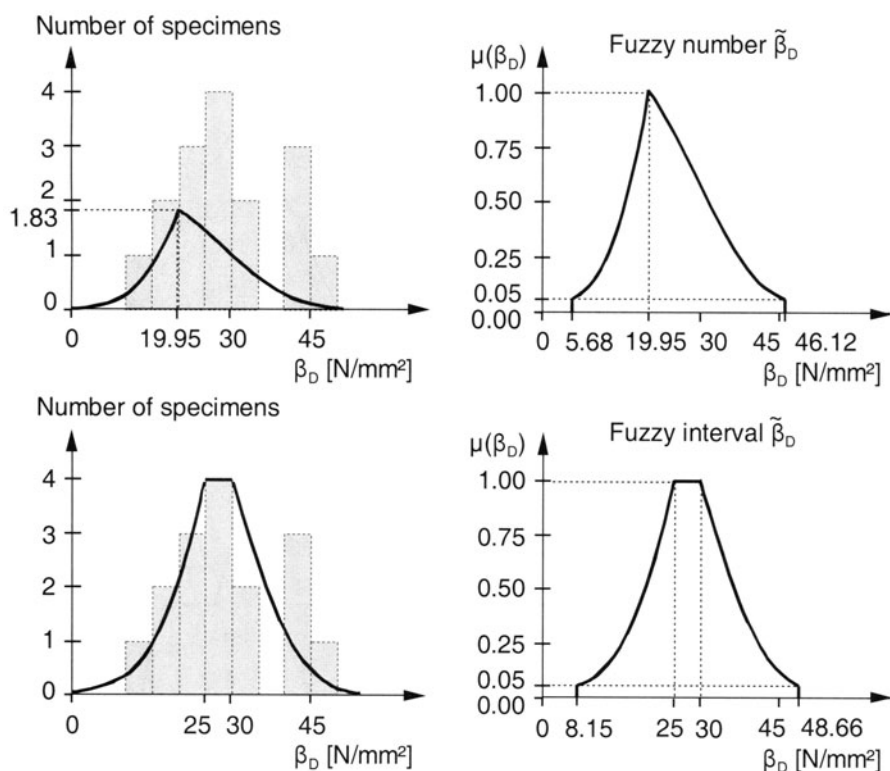 Number of specimens
4
3
2
1.83
1
0
0 19.95 30 45
β_D [N/mm²]
Fuzzy number β̃_D
μ(β_D)
1.00
0.75
0.50
0.25
0.05
0.00
0 5.68 19.95 30 45 46.12
β_D [N/mm²]
Number of specimens
4
3
2
1
0
0 25 30 45
β_D [N/mm²]
Fuzzy interval β̃_D
μ(β_D)
1.00
0.75
0.50
0.25
0.05
0.00
0 8.15 25 30 45 48.66
β_D [N/mm²]